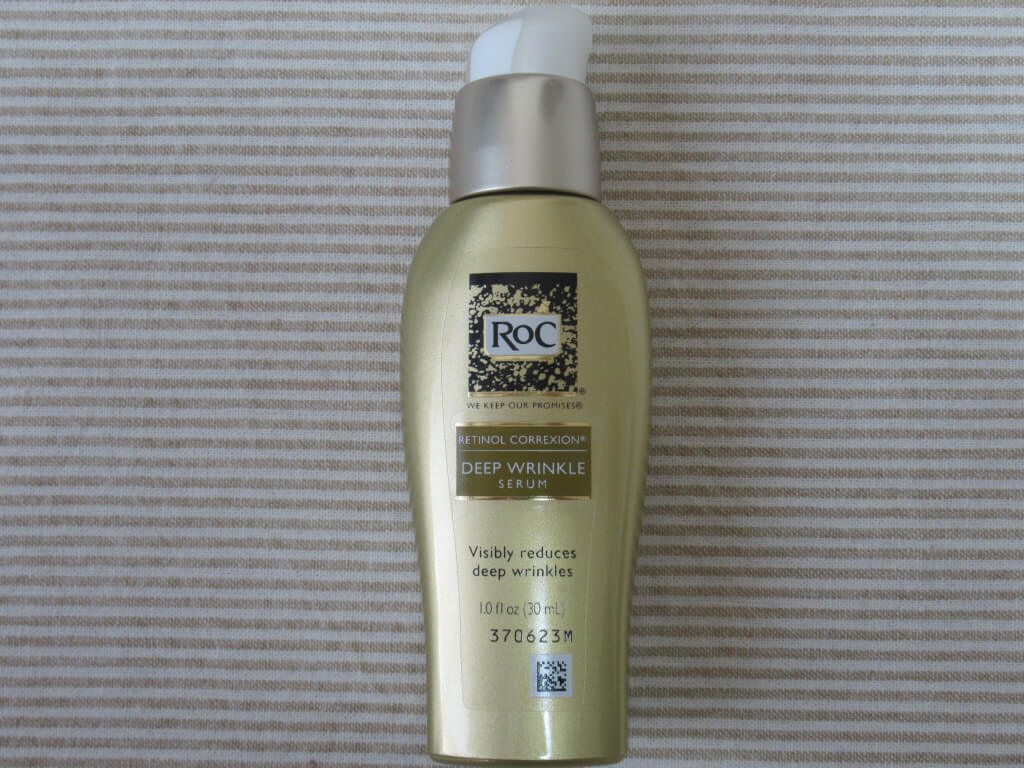 RoC®
WE KEEP OUR PROMISES®
RETINOL CORREXION®
DEEP WRINKLE
SERUM
Visibly reduces
deep wrinkles
1.0 fl oz (30 mL)
370623M